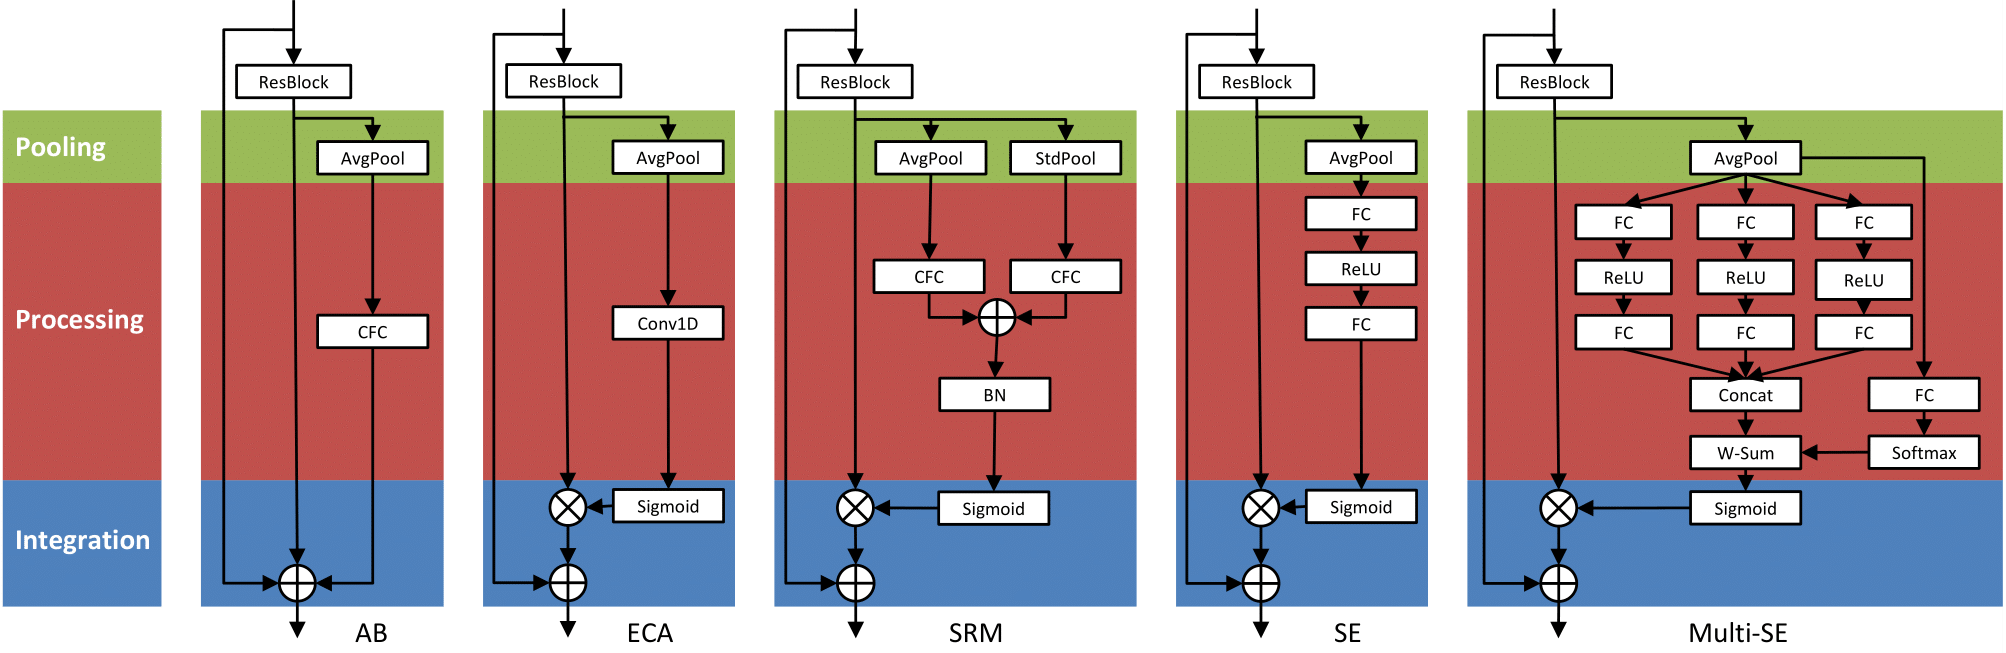 Pooling
Processing
Integration
ResBlock
AvgPool
CFC
AB
ResBlock
AvgPool
Conv1D
Sigmoid
ECA
ResBlock
AvgPool StdPool
CFC CFC
BN
Sigmoid
SRM
ResBlock
AvgPool
FC
ReLU
FC
Sigmoid
SE
ResBlock
AvgPool
FC FC FC
ReLU ReLU ReLU
FC FC FC
Concat FC
W-Sum Softmax
Sigmoid
Multi-SE